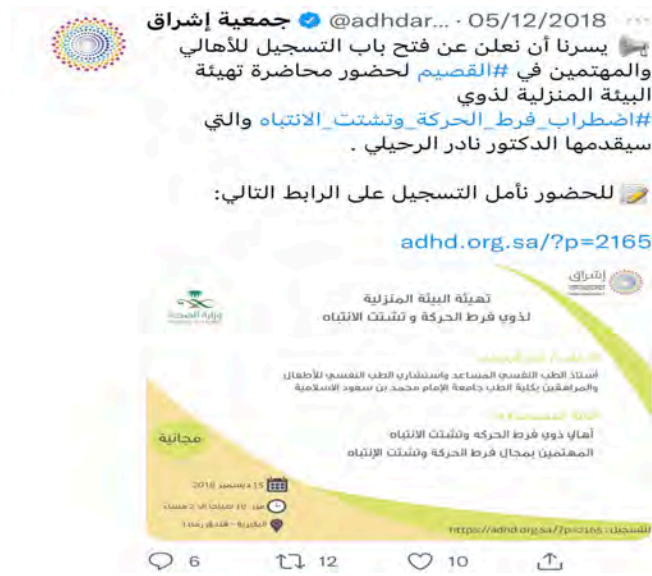 جمعية إشراق @adhdar... · 05/12/2018
يسرنا أن نعلن عن فتح باب التسجيل للأهالي
والمهتمين في #القصيم لحضور محاضرة تهيئة
البيئة المنزلية لذوي
#اضطراب_فرط_الحركة_وتشتت_الانتباه والتي
سيقدمها الدكتور نادر الرحيلي .
للحضور نأمل التسجيل على الرابط التالي:
adhd.org.sa/?p=2165
إشراق
وزارة الصحة
تهيئة البيئة المنزلية
لذوي فرط الحركة و تشتت الانتباه
أستاذ الطب النفسي المساعد واستشاري الطب النفسي للأطفال
والمراهقين بكلية الطب جامعة الإمام محمد بن سعود الاسلامية
أهالي ذوي فرط الحركه وتشتت الانتباه
المهتمين بمجال فرط الحركة وتشتت الإنتباه
مجانية
15 ديسمبر 2018
البكيرية -
للتسجيل: https://adhd.org.sa/?p=2165
6 12 10